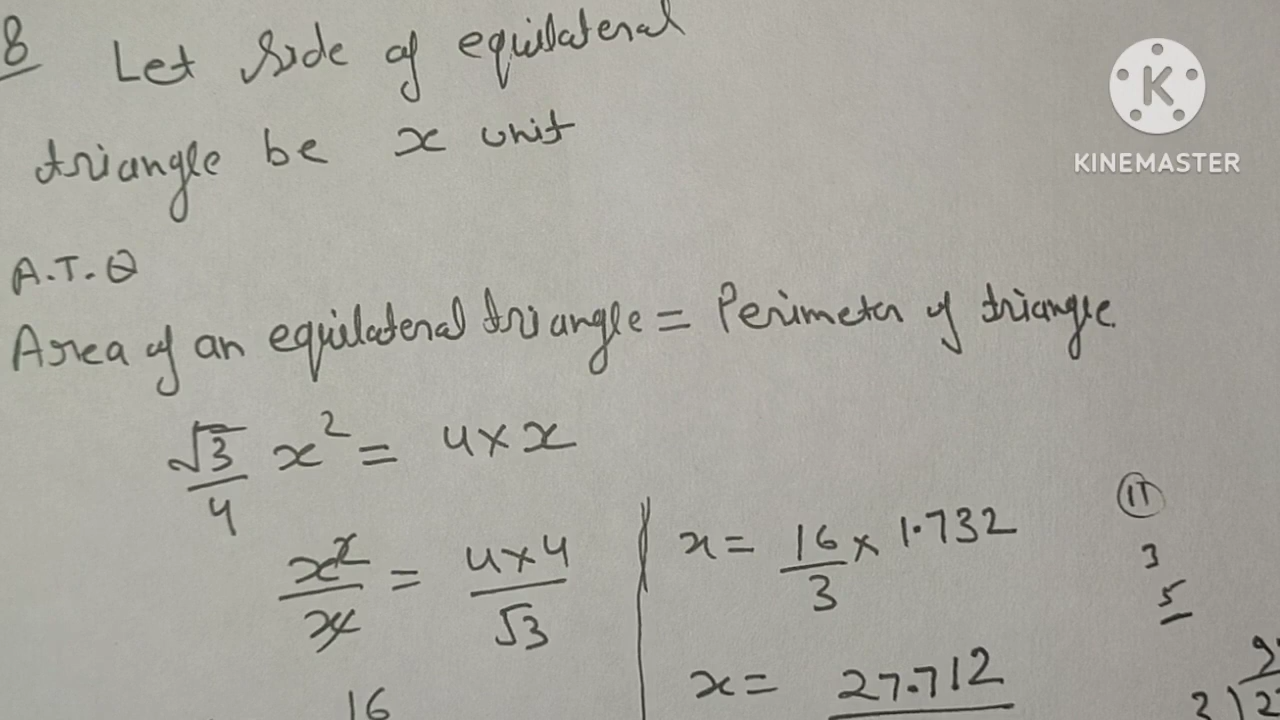 8 Let side of equilateral
triangle be x unit
A.T.Q
Area of an equilateral triangle = Perimeter of triangle
√3/4 x² = 4 × x
x²/x = 4×4/√3
16
x = 16/3 × 1.732
x = 27.712
IT
3
5
K
KINEMASTER